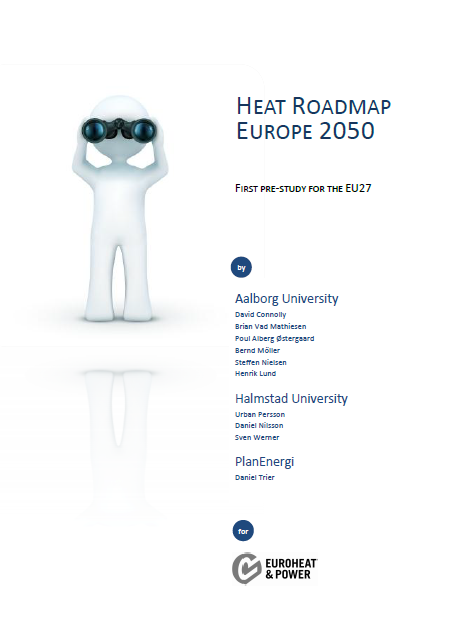 Heat Roadmap
Europe 2050
First pre-study for the EU27
by
Aalborg University
David Connolly
Brian Vad Mathiesen
Poul Alberg Østergaard
Bernd Möller
Steffen Nielsen
Henrik Lund
Halmstad University
Urban Persson
Daniel Nilsson
Sven Werner
PlanEnergi
Daniel Trier
for
EUROHEAT
& POWER